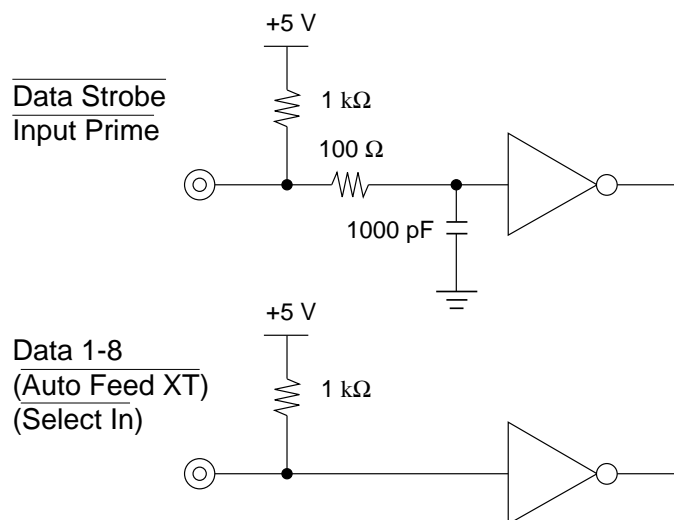 +5 V
Data Strobe
Input Prime
1 kΩ
100 Ω
1000 pF
+5 V
Data 1-8
(Auto Feed XT)
(Select In)
1 kΩ